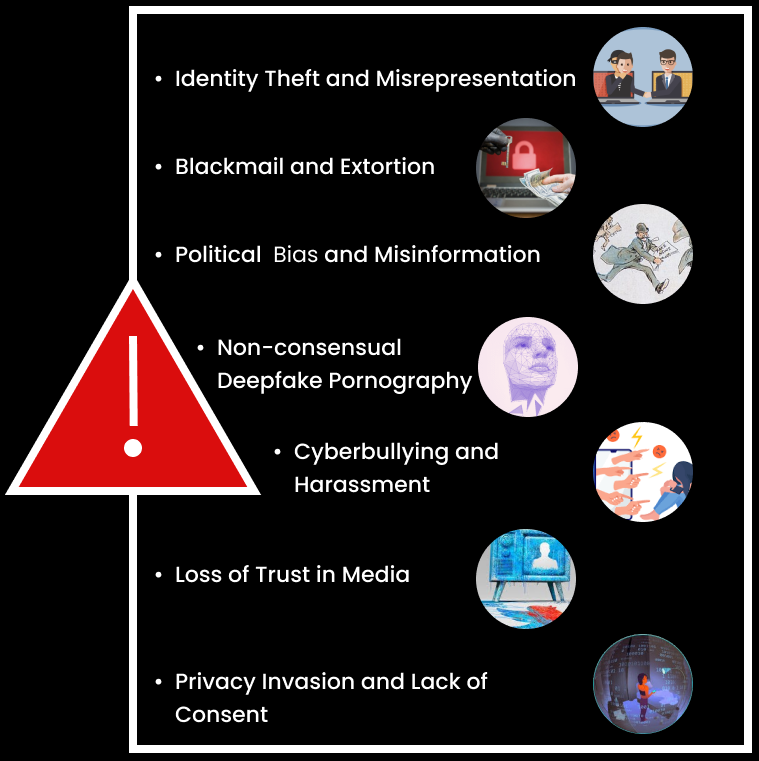 • Identity Theft and Misrepresentation
• Blackmail and Extortion
• Political  Bias and Misinformation
• Non-consensual
Deepfake Pornography
• Cyberbullying and
Harassment
• Loss of Trust in Media
• Privacy Invasion and Lack of
Consent